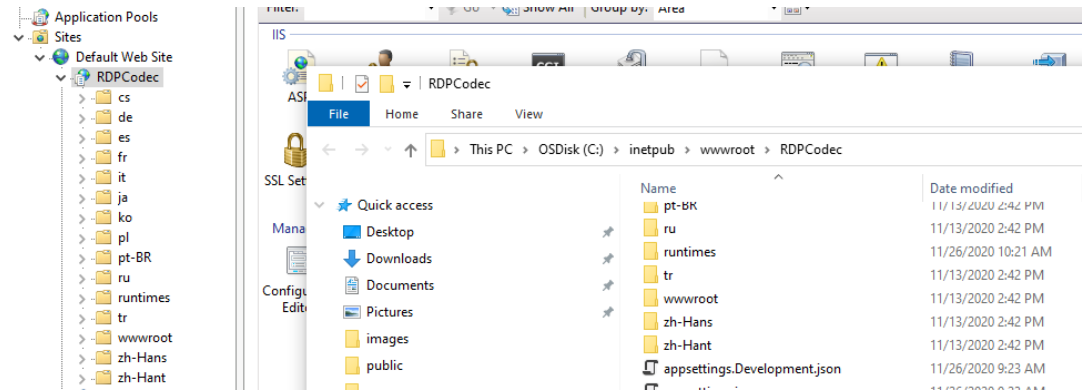 Application Pools
Sites
Default Web Site
RDPCodec
cs
de
es
fr
it
ja
ko
pl
pt-BR
ru
runtimes
tr
wwwroot
zh-Hans
zh-Hant
Filter: Go Show All Group by: Area
IIS
ASP
SSL Set
Mana
Configu
Edit
RDPCodec
File Home Share View
This PC > OSDisk (C:) > inetpub > wwwroot > RDPCodec
Name Date modified
Quick access
Desktop
Downloads
Documents
Pictures
images
public
pt-BR 11/13/2020 2:42 PM
ru 11/13/2020 2:42 PM
runtimes 11/26/2020 10:21 AM
tr 11/13/2020 2:42 PM
wwwroot 11/13/2020 2:42 PM
zh-Hans 11/13/2020 2:42 PM
zh-Hant 11/13/2020 2:42 PM
appsettings.Development.json 11/26/2020 9:23 AM